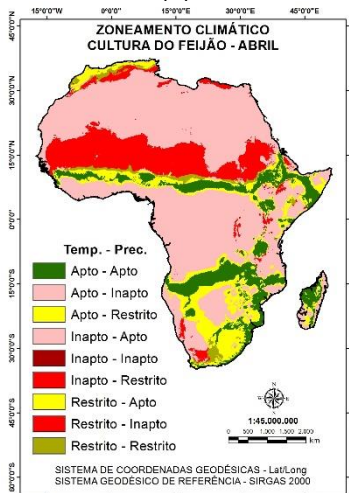 ZONEAMENTO CLIMÁTICO
CULTURA DO FEIJÃO - ABRIL
15°0'0"W 0°0'0" 15°0'0"E 30°0'0"E 45°0'0"E
45°0'0"N
30°0'0"N
15°0'0"N
0°0'0"
15°0'0"S
30°0'0"S
45°0'0"S
60°0'0"S
Temp. - Prec.
Apto - Apto
Apto - Inapto
Apto - Restrito
Inapto - Apto
Inapto - Inapto
Inapto - Restrito
Restrito - Apto
Restrito - Inapto
Restrito - Restrito
1:45.000.000
0 500 1.000 1.500 2.000
km
SISTEMA DE COORDENADAS GEODÉSICAS - Lat/Long
SISTEMA GEODÉSICO DE REFERÊNCIA - SIRGAS 2000